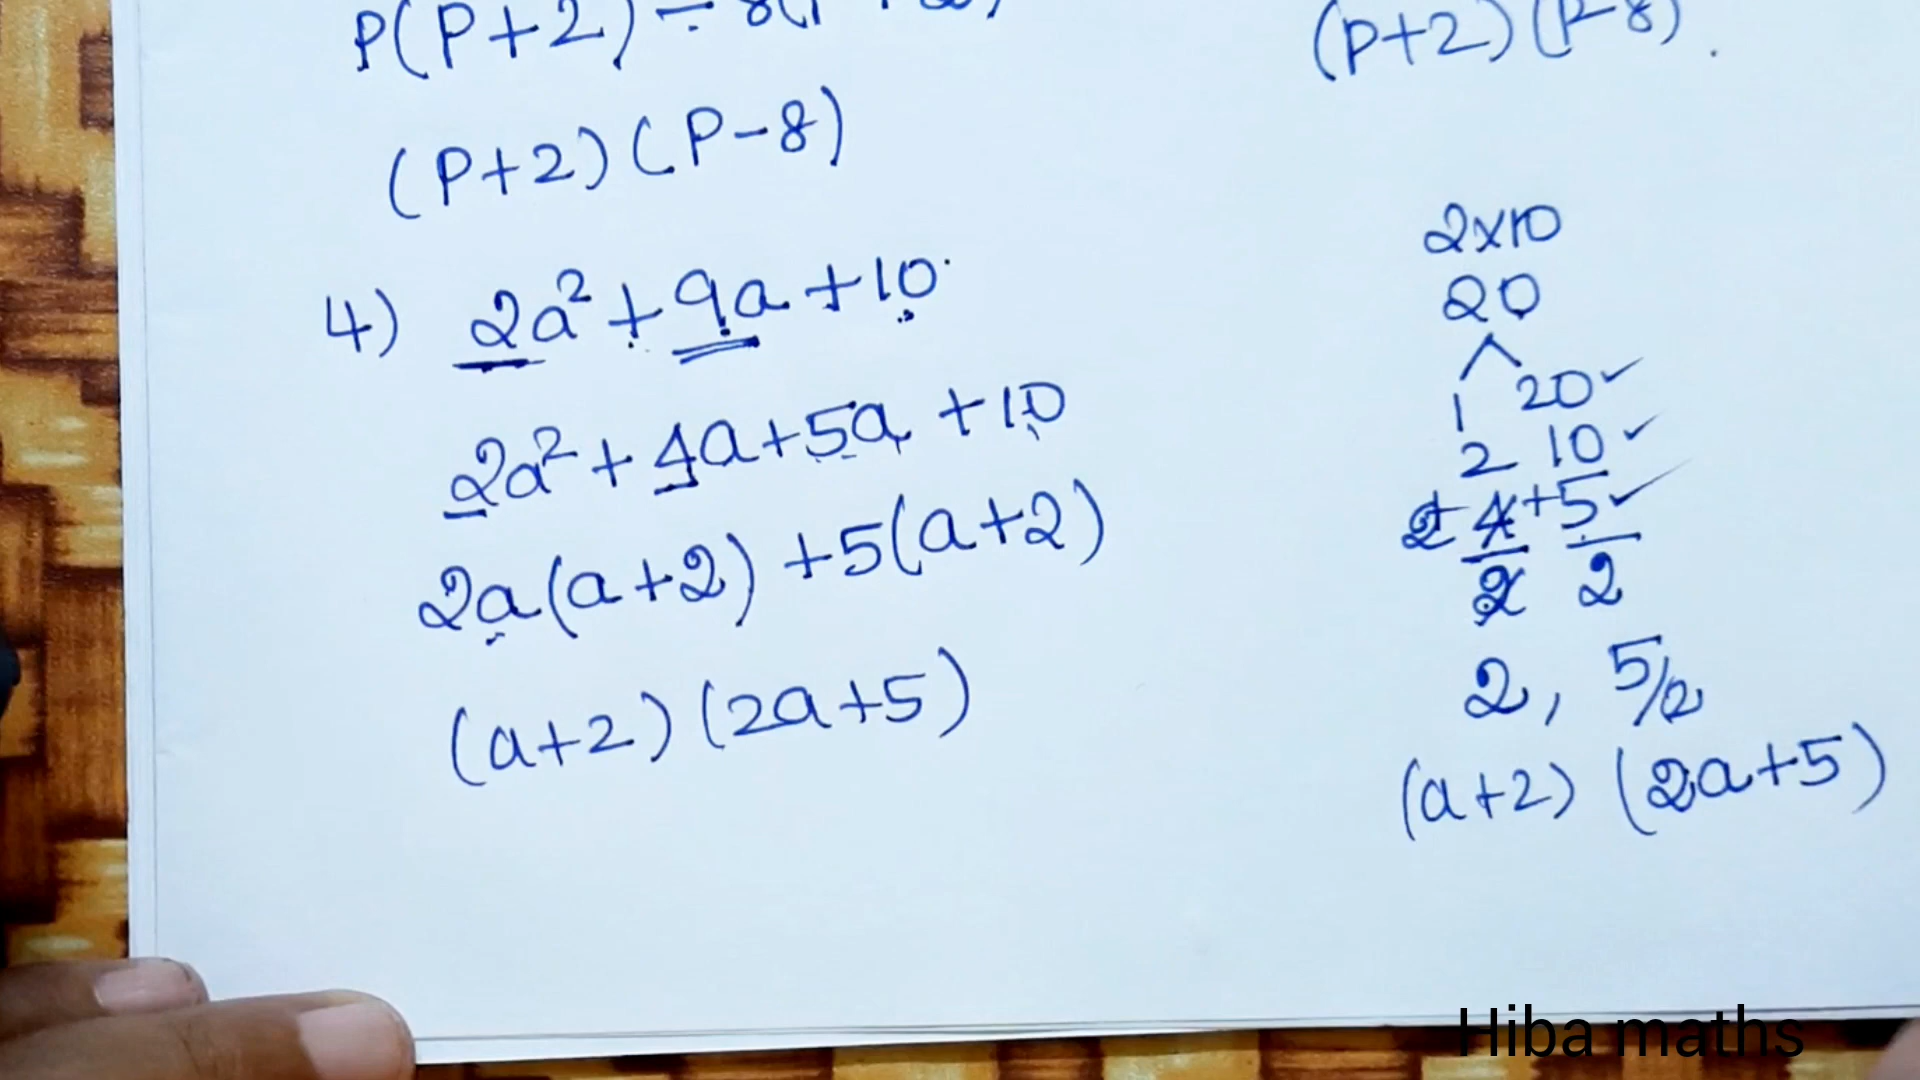 P(P+2) - 8(P
(P+2)(P-8)
4) 2a² + 9a + 10
2a² + 4a + 5a + 10
2a(a+2) + 5(a+2)
(a+2)(2a+5)
(P+2)(P-8).
2×10
20
1 20✓
2 10✓
4 +5✓
2 2
2, 5/2
(a+2) (2a+5)
Hiba maths